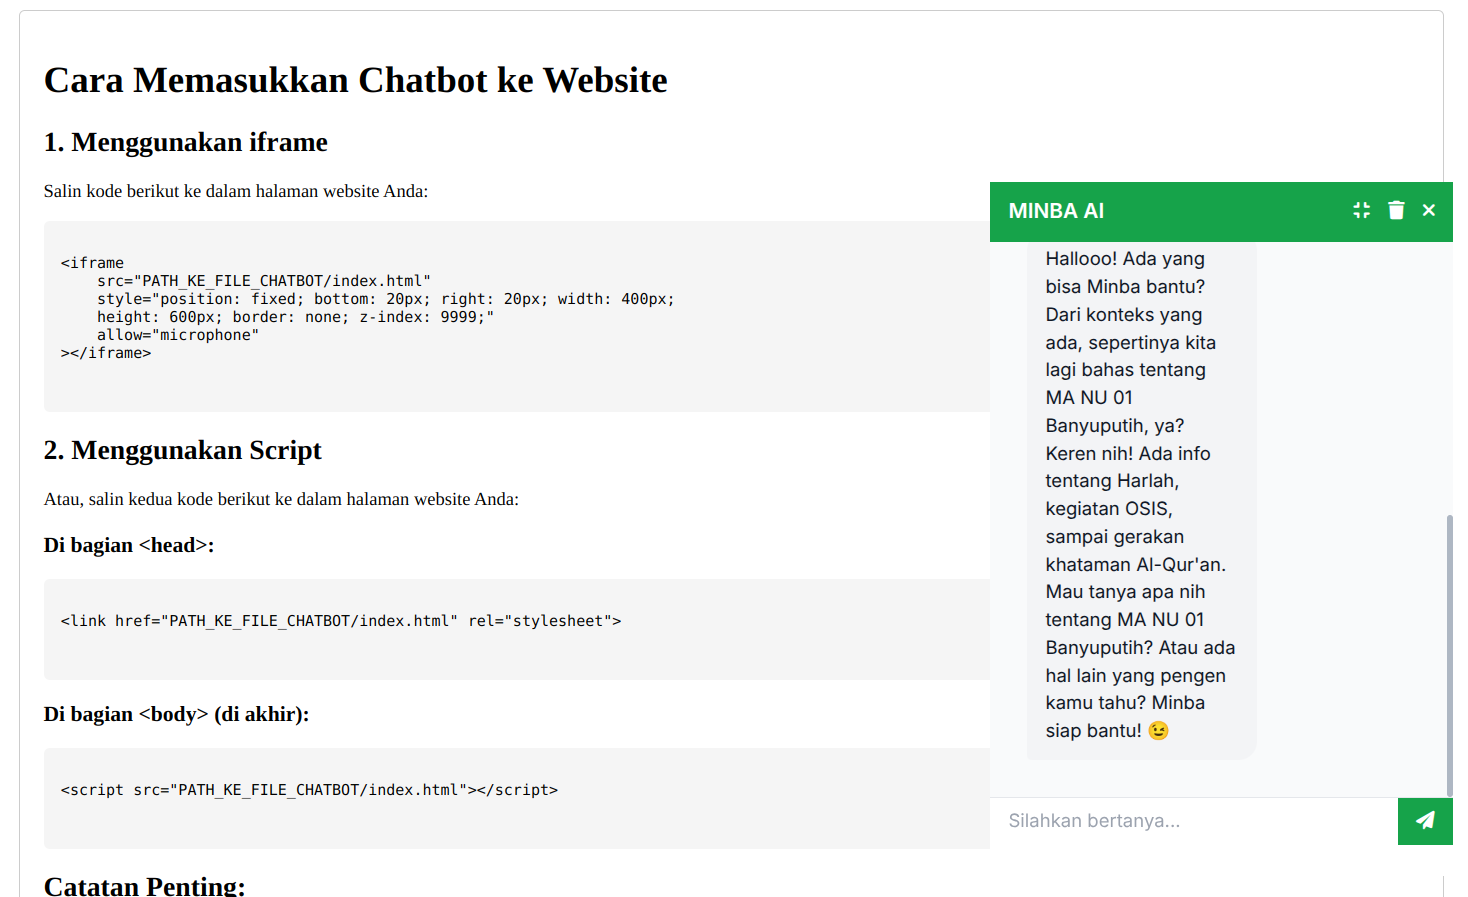 Cara Memasukkan Chatbot ke Website
1. Menggunakan iframe
Salin kode berikut ke dalam halaman website Anda:
<iframe
    src="PATH_KE_FILE_CHATBOT/index.html"
    style="position: fixed; bottom: 20px; right: 20px; width: 400px;
    height: 600px; border: none; z-index: 9999;"
    allow="microphone"
></iframe>
2. Menggunakan Script
Atau, salin kedua kode berikut ke dalam halaman website Anda:
Di bagian <head>:
<link href="PATH_KE_FILE_CHATBOT/index.html" rel="stylesheet">
Di bagian <body> (di akhir):
<script src="PATH_KE_FILE_CHATBOT/index.html"></script>
Catatan Penting:
MINBA AI
Hallooo! Ada yang
bisa Minba bantu?
Dari konteks yang
ada, sepertinya kita
lagi bahas tentang
MA NU 01
Banyuputih, ya?
Keren nih! Ada info
tentang Harlah,
kegiatan OSIS,
sampai gerakan
khataman Al-Qur'an.
Mau tanya apa nih
tentang MA NU 01
Banyuputih? Atau ada
hal lain yang pengen
kamu tahu? Minba
siap bantu! 😉
Silahkan bertanya...